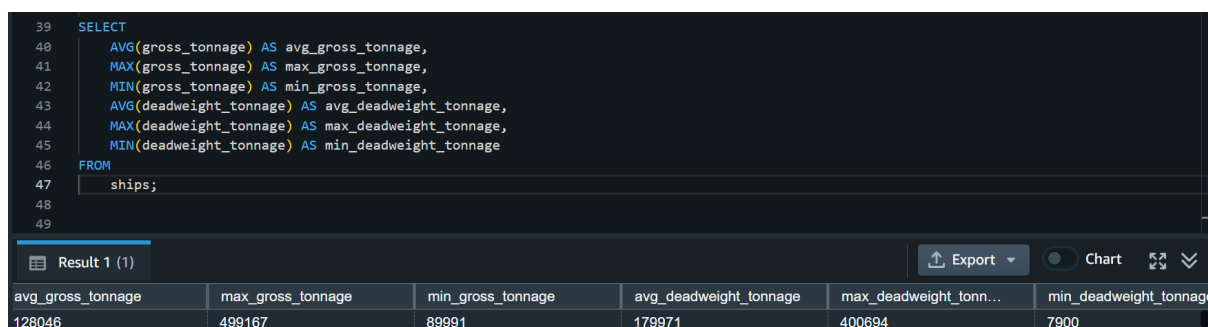 39 SELECT
40 AVG(gross_tonnage) AS avg_gross_tonnage,
41 MAX(gross_tonnage) AS max_gross_tonnage,
42 MIN(gross_tonnage) AS min_gross_tonnage,
43 AVG(deadweight_tonnage) AS avg_deadweight_tonnage,
44 MAX(deadweight_tonnage) AS max_deadweight_tonnage,
45 MIN(deadweight_tonnage) AS min_deadweight_tonnage
46 FROM
47 ships;
48
49
Result 1 (1) Export Chart
avg_gross_tonnage max_gross_tonnage min_gross_tonnage avg_deadweight_tonnage max_deadweight_tonn... min_deadweight_tonnag
128046 499167 89991 179971 400694 7900